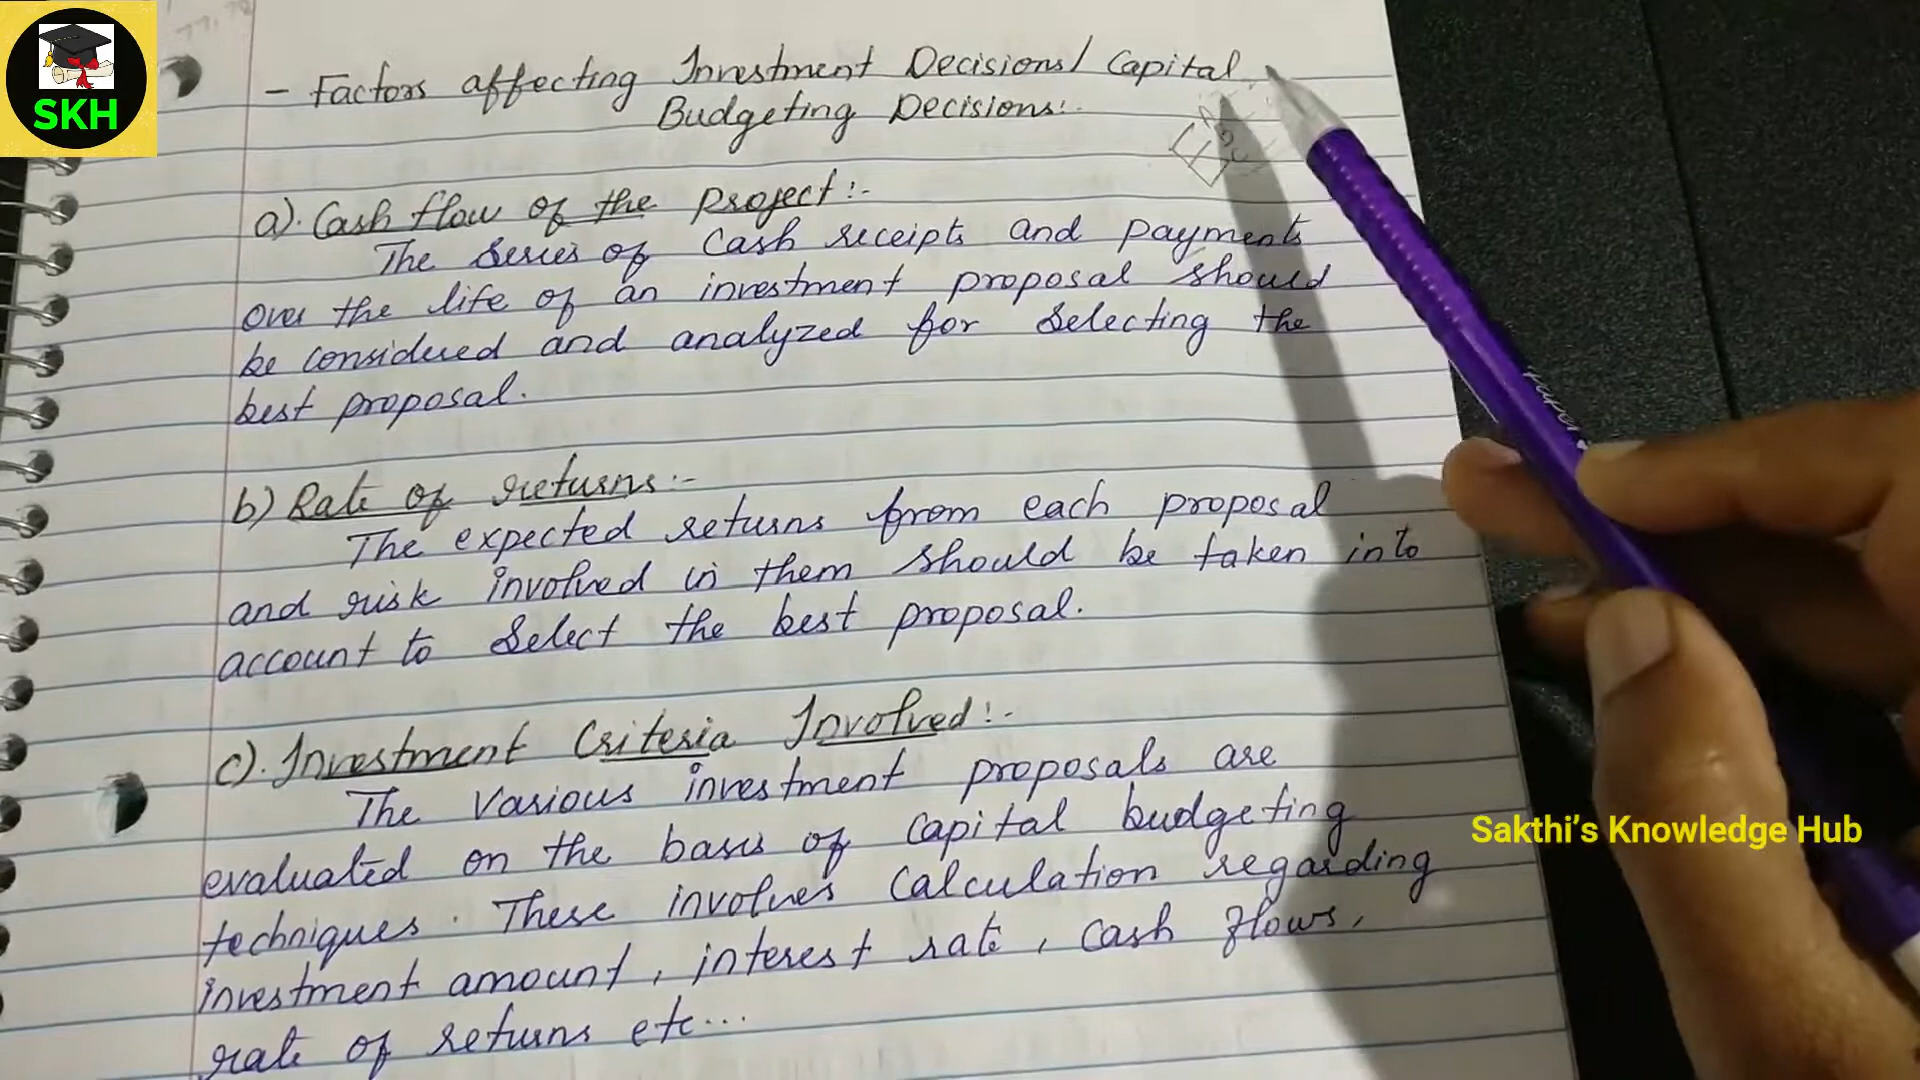 SKH
- Factors affecting Investment Decisions/ Capital
Budgeting Decisions:.
a). Cash flow of the project:-
The series of cash receipts and payments
over the life of an investment proposal should
be considered and analyzed for selecting the
best proposal.
b) Rate of returns:-
The expected returns from each proposal
and risk involved in them should be taken into
account to select the best proposal.
c). Investment Criteria Involved:-
The various investment proposals are
evaluated on the basis of capital budgeting
techniques. These involves calculation regarding
investment amount, interest rate, cash flows,
rate of returns etc...
Sakthi's Knowledge Hub